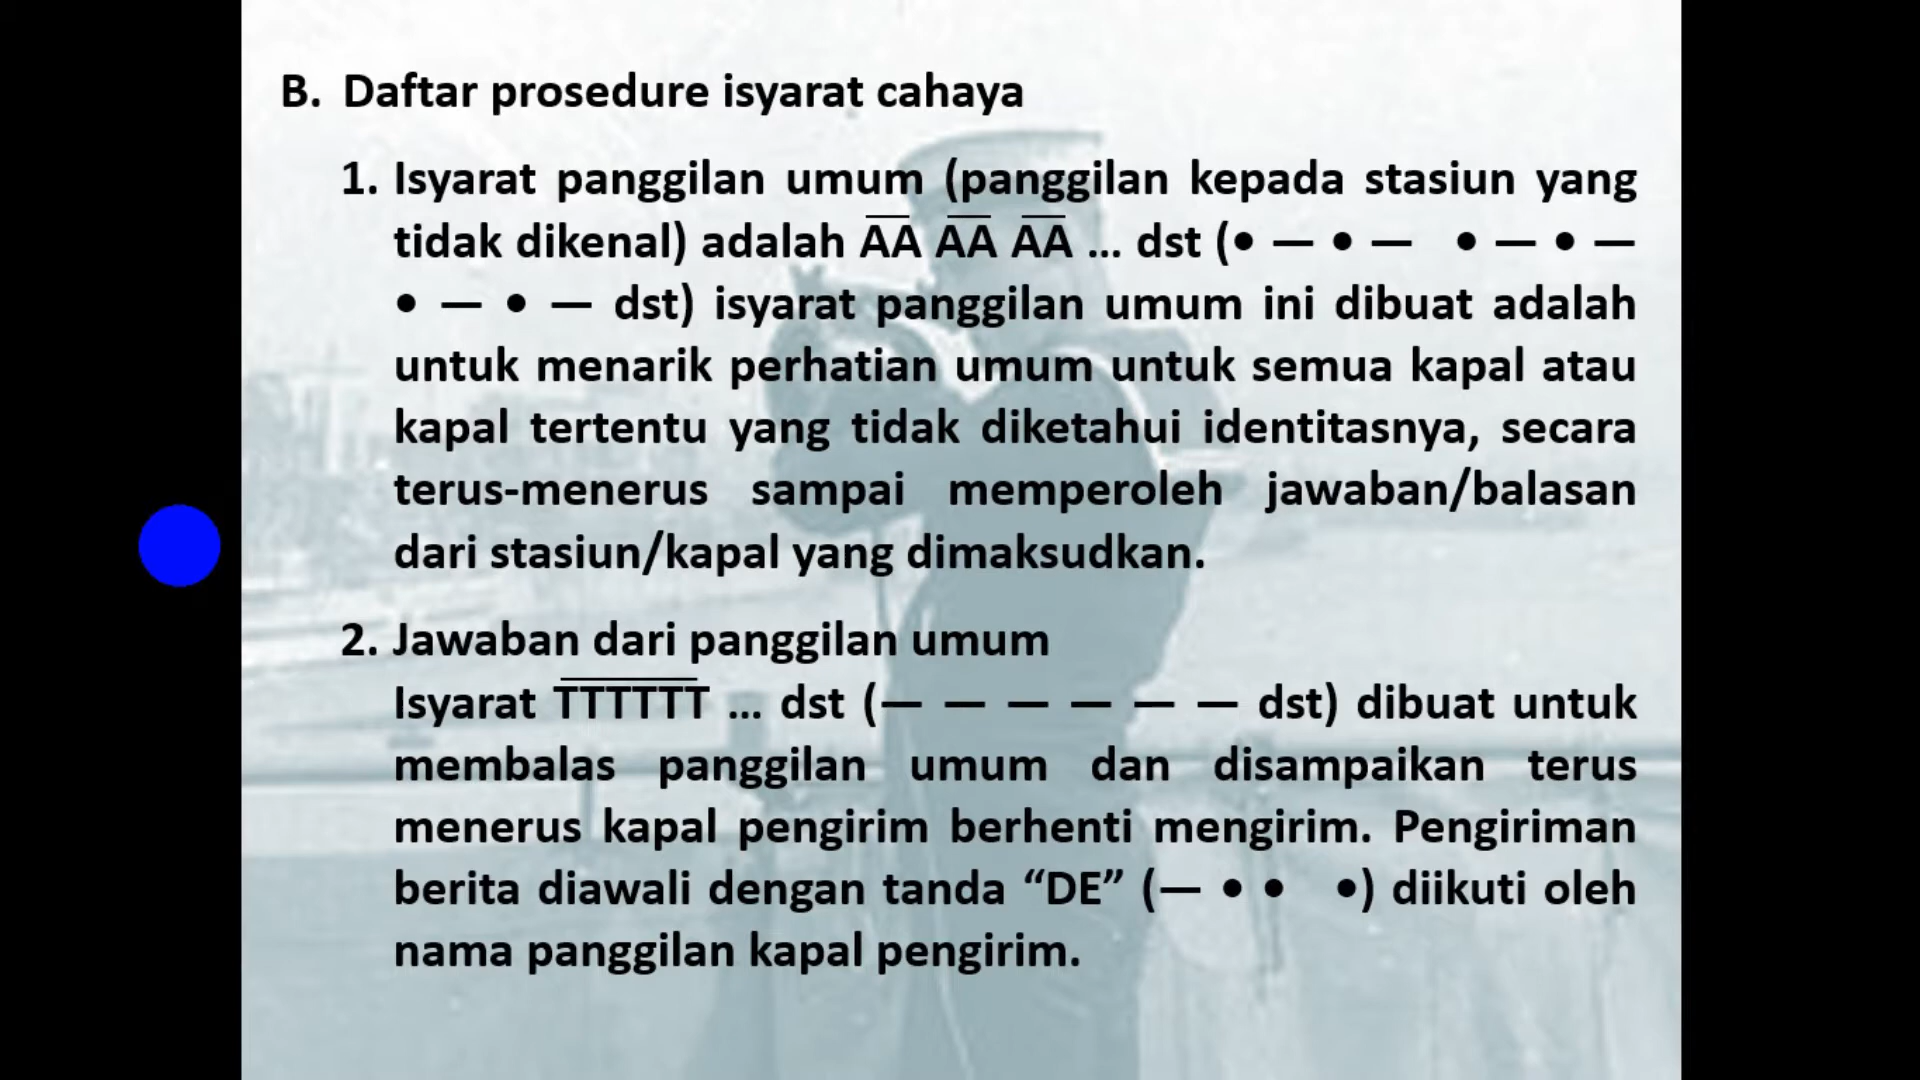 B. Daftar prosedure isyarat cahaya
1. Isyarat panggilan umum (panggilan kepada stasiun yang
tidak dikenal) adalah A̅A̅ A̅A̅ A̅A̅ ... dst (• — • —   • — • —
• — • — dst) isyarat panggilan umum ini dibuat adalah
untuk menarik perhatian umum untuk semua kapal atau
kapal tertentu yang tidak diketahui identitasnya, secara
terus-menerus sampai memperoleh jawaban/balasan
dari stasiun/kapal yang dimaksudkan.
2. Jawaban dari panggilan umum
Isyarat T̅T̅T̅T̅T̅T̅ ... dst (— — — — — — dst) dibuat untuk
membalas panggilan umum dan disampaikan terus
menerus kapal pengirim berhenti mengirim. Pengiriman
berita diawali dengan tanda “DE” (— • •   •) diikuti oleh
nama panggilan kapal pengirim.